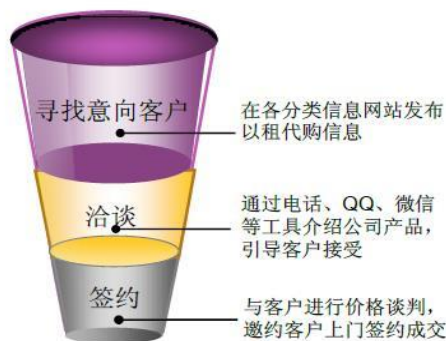 寻找意向客户
在各分类信息网站发布
以租代购信息
洽谈
通过电话、QQ、微信
等工具介绍公司产品，
引导客户接受
签约
与客户进行价格谈判，
邀约客户上门签约成交